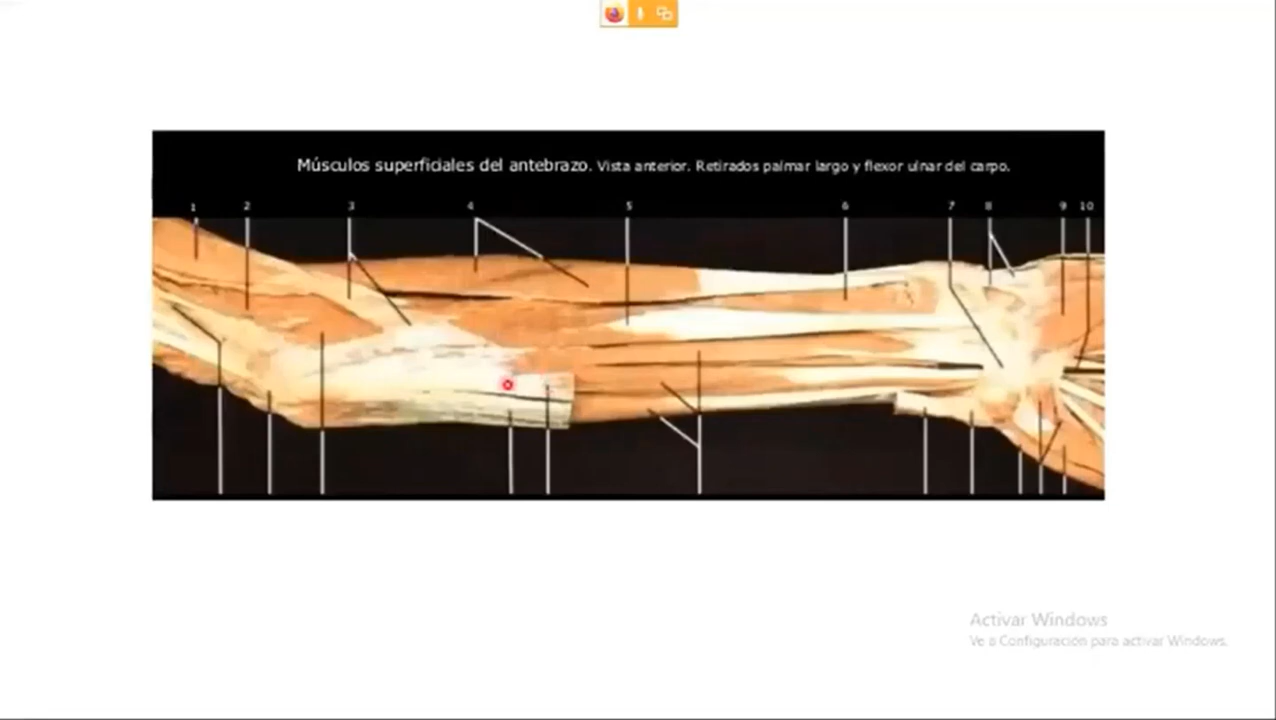 Músculos superficiales del antebrazo. Vista anterior. Retirados palmar largo y flexor ulnar del carpo.
1 2 3 4 5 6 7 8 9 10
Activar Windows
Ve a Configuración para activar Windows.